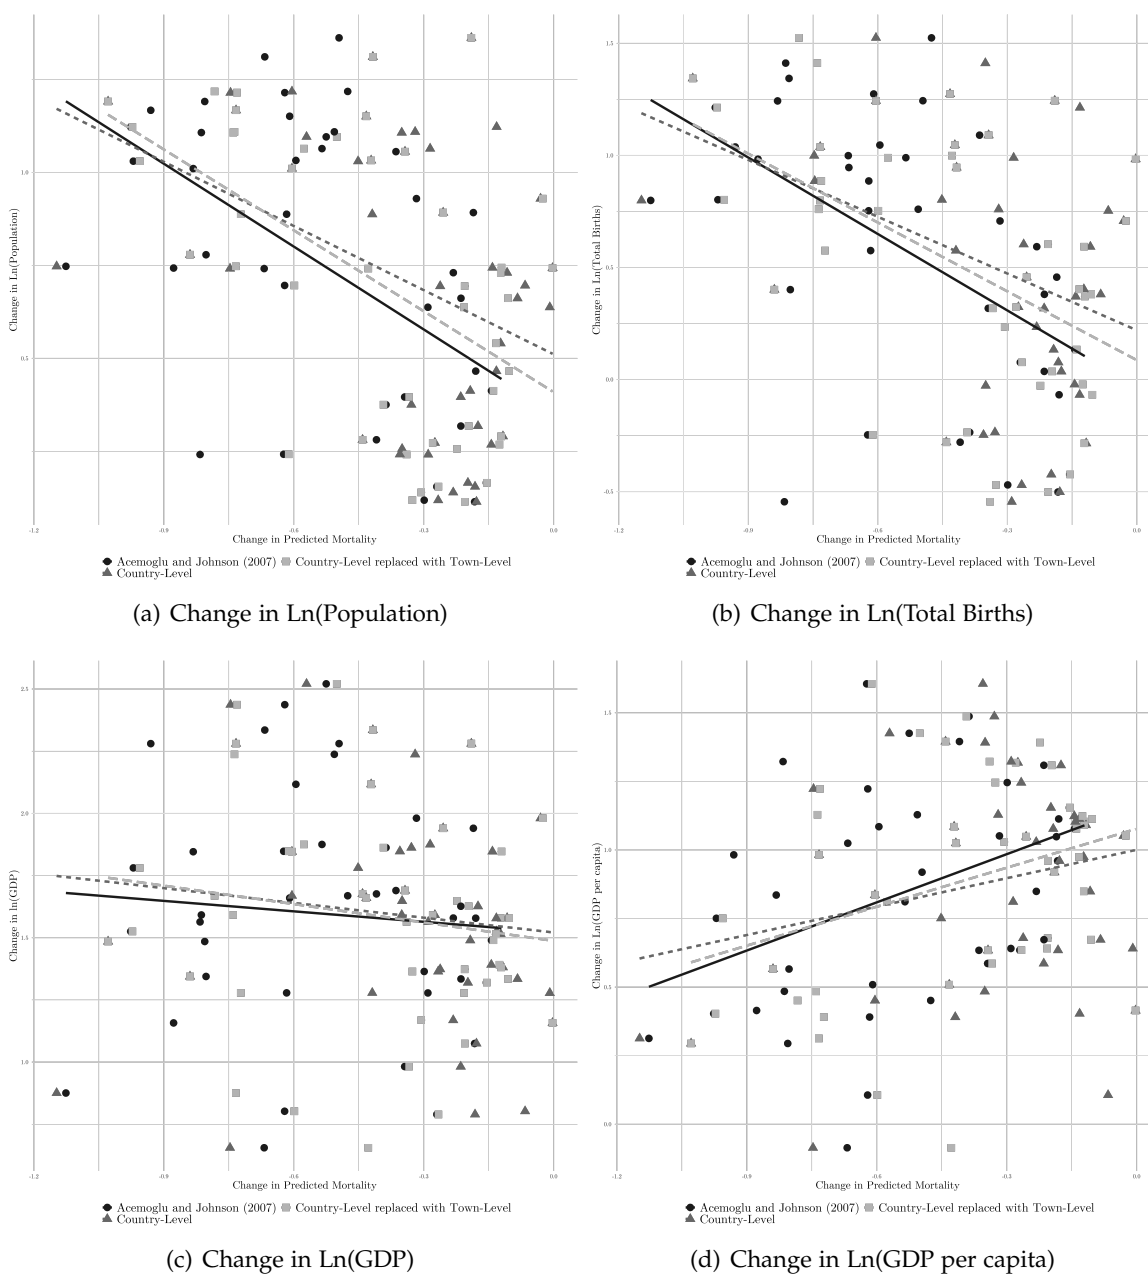 Change in Ln(Population)
1.0
0.5
-1.2 -0.9 -0.6 -0.3 0.0
Change in Predicted Mortality
Acemoglu and Johnson (2007) Country-Level replaced with Town-Level
Country-Level
(a) Change in Ln(Population)
Change in Ln(Total Births)
1.5
1.0
0.5
0.0
-0.5
-1.2 -0.9 -0.6 -0.3 0.0
Change in Predicted Mortality
Acemoglu and Johnson (2007) Country-Level replaced with Town-Level
Country-Level
(b) Change in Ln(Total Births)
Change in ln(GDP)
2.5
2.0
1.5
1.0
-1.2 -0.9 -0.6 -0.3 0.0
Change in Predicted Mortality
Acemoglu and Johnson (2007) Country-Level replaced with Town-Level
Country-Level
(c) Change in Ln(GDP)
Change in Ln(GDP per capita)
1.5
1.0
0.5
0.0
-1.2 -0.9 -0.6 -0.3 0.0
Change in Predicted Mortality
Acemoglu and Johnson (2007) Country-Level replaced with Town-Level
Country-Level
(d) Change in Ln(GDP per capita)